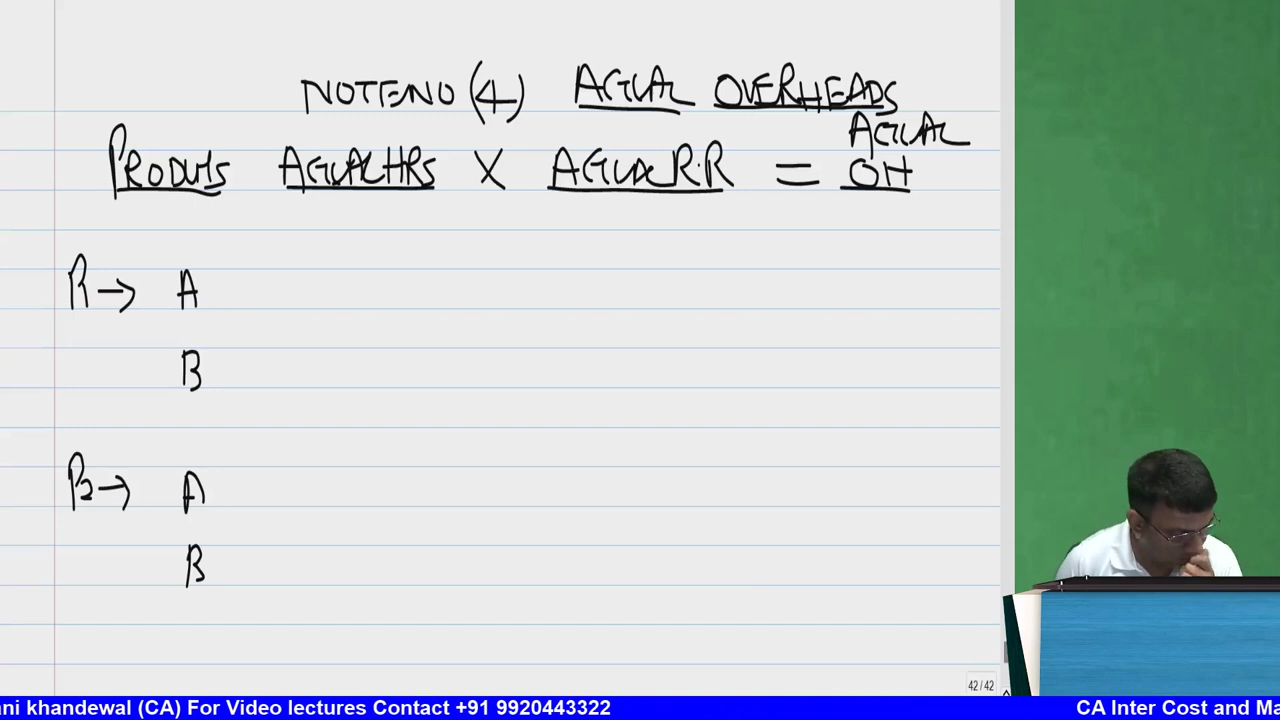 NOTE NO (4) ACTUAL OVERHEADS
PRODUCTS ACTUAL HRS X ACTUAL R.R = ACTUAL OH
P1 → A
B
P2 → A
B
42/42
ni khandewal (CA) For Video lectures Contact +91 9920443322 CA Inter Cost and Ma